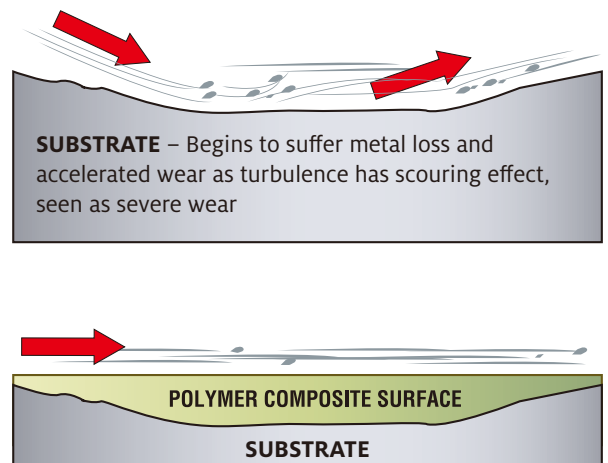 SUBSTRATE – Begins to suffer metal loss and
accelerated wear as turbulence has scouring effect,
seen as severe wear
POLYMER COMPOSITE SURFACE
SUBSTRATE